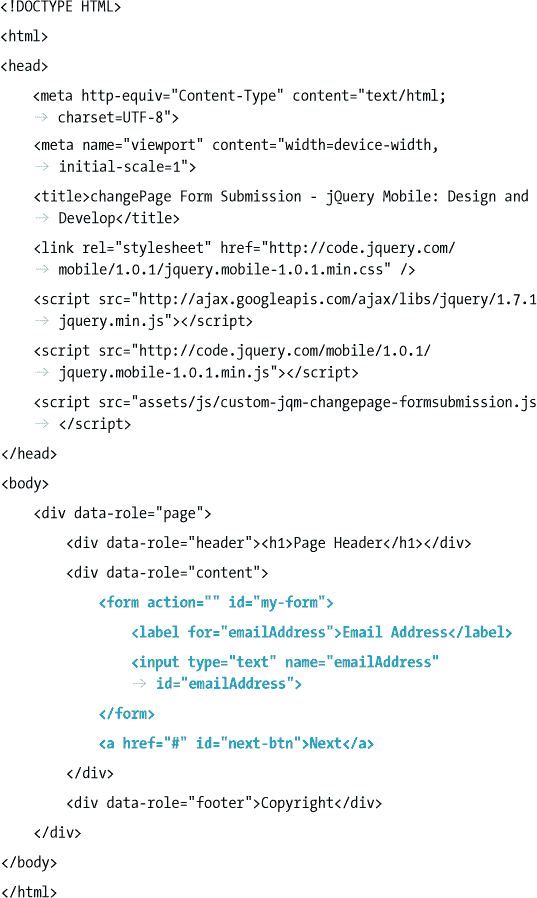 <!DOCTYPE HTML>
<html>
<head>
<meta http-equiv="Content-Type" content="text/html;
→ charset=UTF-8">
<meta name="viewport" content="width=device-width,
→ initial-scale=1">
<title>changePage Form Submission - jQuery Mobile: Design and
→ Develop</title>
<link rel="stylesheet" href="http://code.jquery.com/
→ mobile/1.0.1/jquery.mobile-1.0.1.min.css" />
<script src="http://ajax.googleapis.com/ajax/libs/jquery/1.7.1
→ jquery.min.js"></script>
<script src="http://code.jquery.com/mobile/1.0.1/
→ jquery.mobile-1.0.1.min.js"></script>
<script src="assets/js/custom-jqm-changepage-formsubmission.js
→ </script>
</head>
<body>
<div data-role="page">
<div data-role="header"><h1>Page Header</h1></div>
<div data-role="content">
<form action="" id="my-form">
<label for="emailAddress">Email Address</label>
<input type="text" name="emailAddress"
→ id="emailAddress">
</form>
<a href="#" id="next-btn">Next</a>
</div>
<div data-role="footer">Copyright</div>
</div>
</body>
</html>